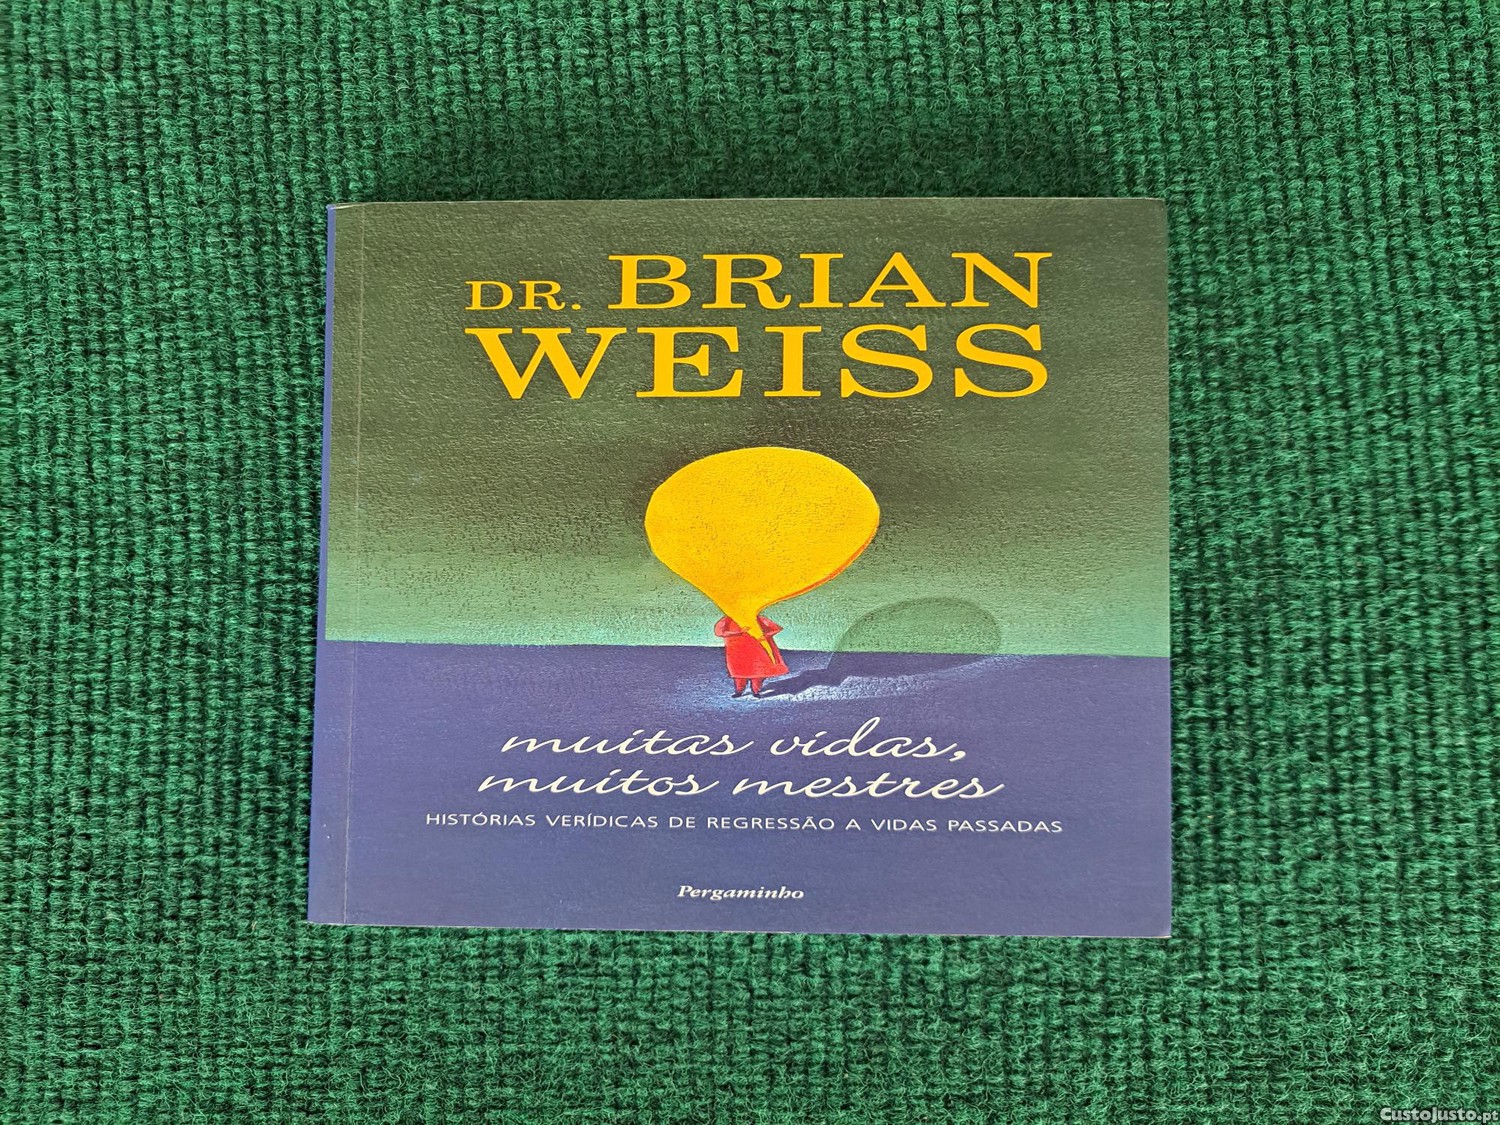 DR. BRIAN
WEISS
muitas vidas,
muitos mestres
HISTÓRIAS VERÍDICAS DE REGRESSÃO A VIDAS PASSADAS
Pergaminho
CustoJusto.pt